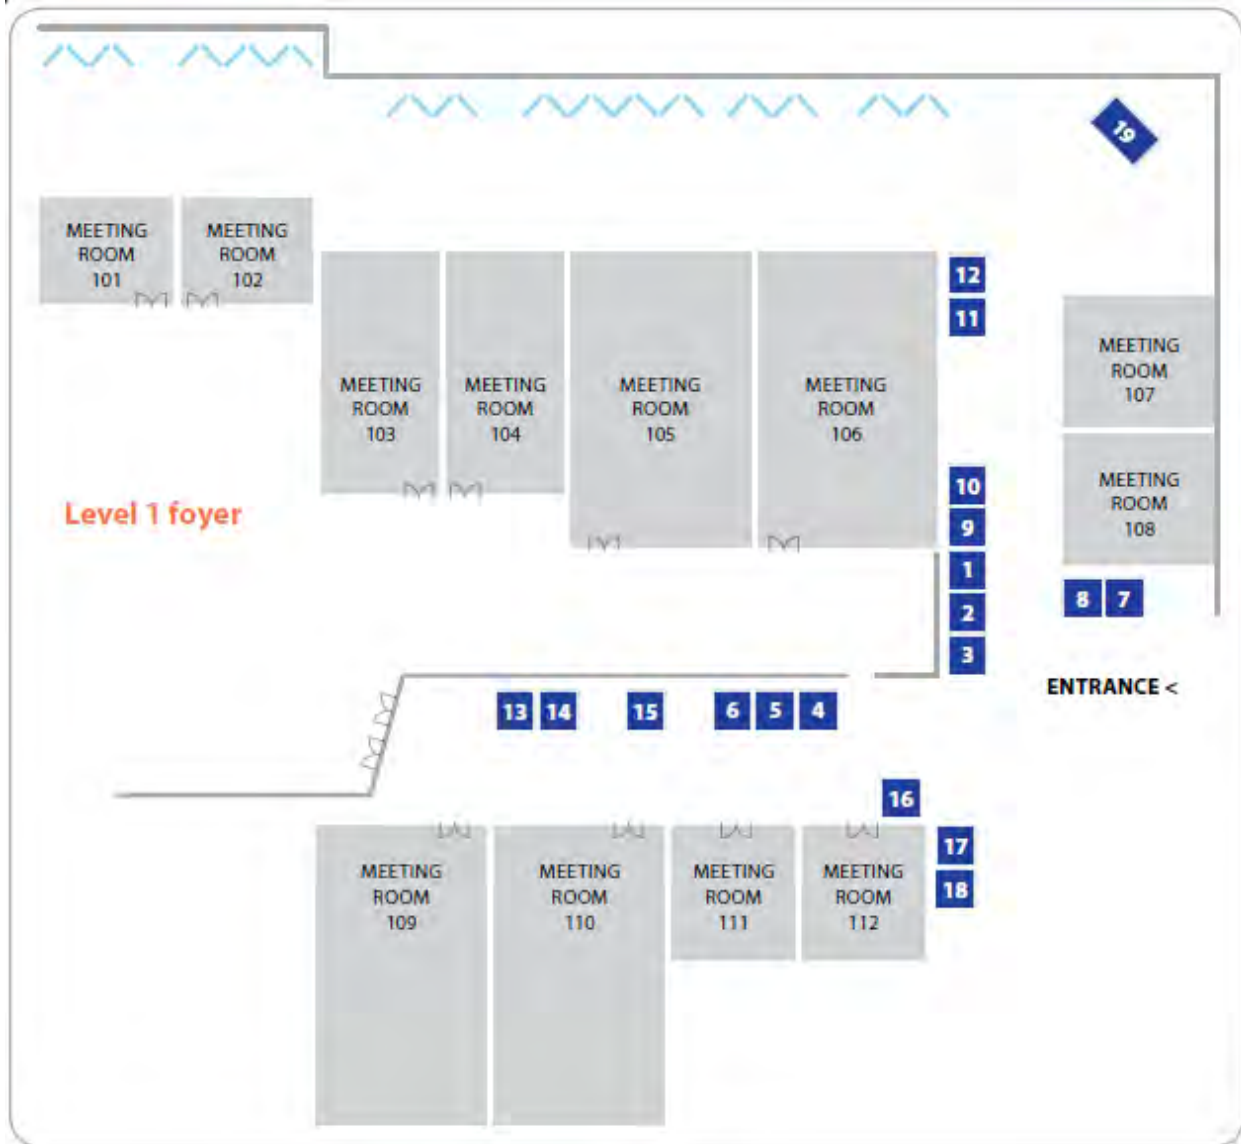 19
MEETING
ROOM
101
MEETING
ROOM
102
12
11
MEETING
ROOM
103
MEETING
ROOM
104
MEETING
ROOM
105
MEETING
ROOM
106
MEETING
ROOM
107
MEETING
ROOM
108
Level 1 foyer
10
9
1
2
3
8 7
ENTRANCE <
13 14 15 6 5 4
16
17
18
MEETING
ROOM
109
MEETING
ROOM
110
MEETING
ROOM
111
MEETING
ROOM
112